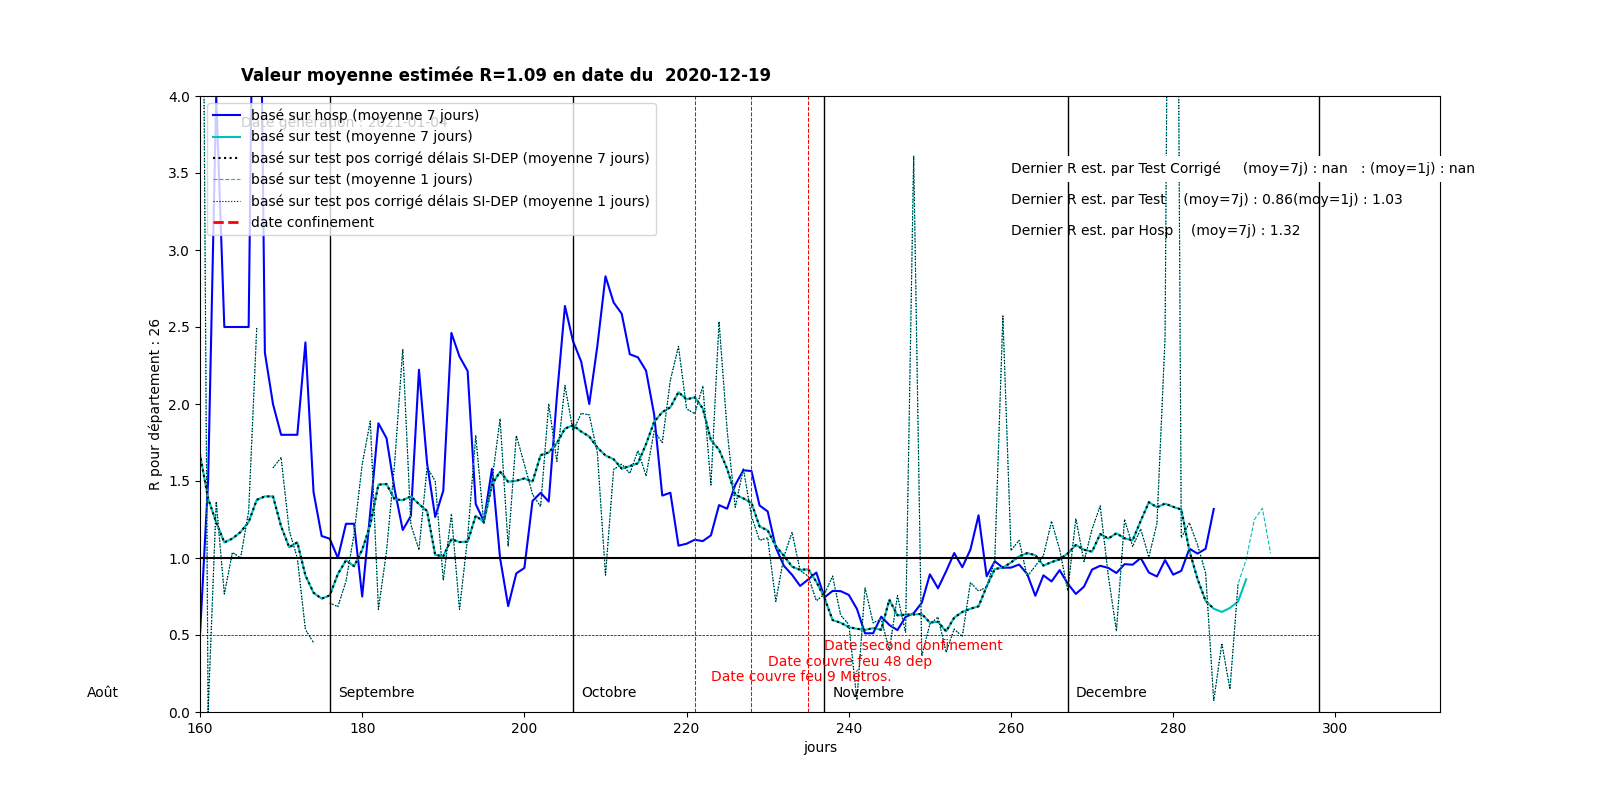 Valeur moyenne estimée R=1.09 en date du  2020-12-19
Date génération : 2021-01-04
basé sur hosp (moyenne 7 jours)
basé sur test (moyenne 7 jours)
basé sur test pos corrigé délais SI-DEP (moyenne 7 jours)
basé sur test (moyenne 1 jours)
basé sur test pos corrigé délais SI-DEP (moyenne 1 jours)
date confinement
Dernier R est. par Test Corrigé     (moy=7j) : nan   : (moy=1j) : nan
Dernier R est. par Test    (moy=7j) : 0.86(moy=1j) : 1.03
Dernier R est. par Hosp    (moy=7j) : 1.32
R pour département : 26
4.0
3.5
3.0
2.5
2.0
1.5
1.0
0.5
0.0
Date second confinement
Date couvre feu 48 dep
Date couvre feu 9 Métros.
Août
Septembre
Octobre
Novembre
Decembre
160 180 200 220 240 260 280 300
jours